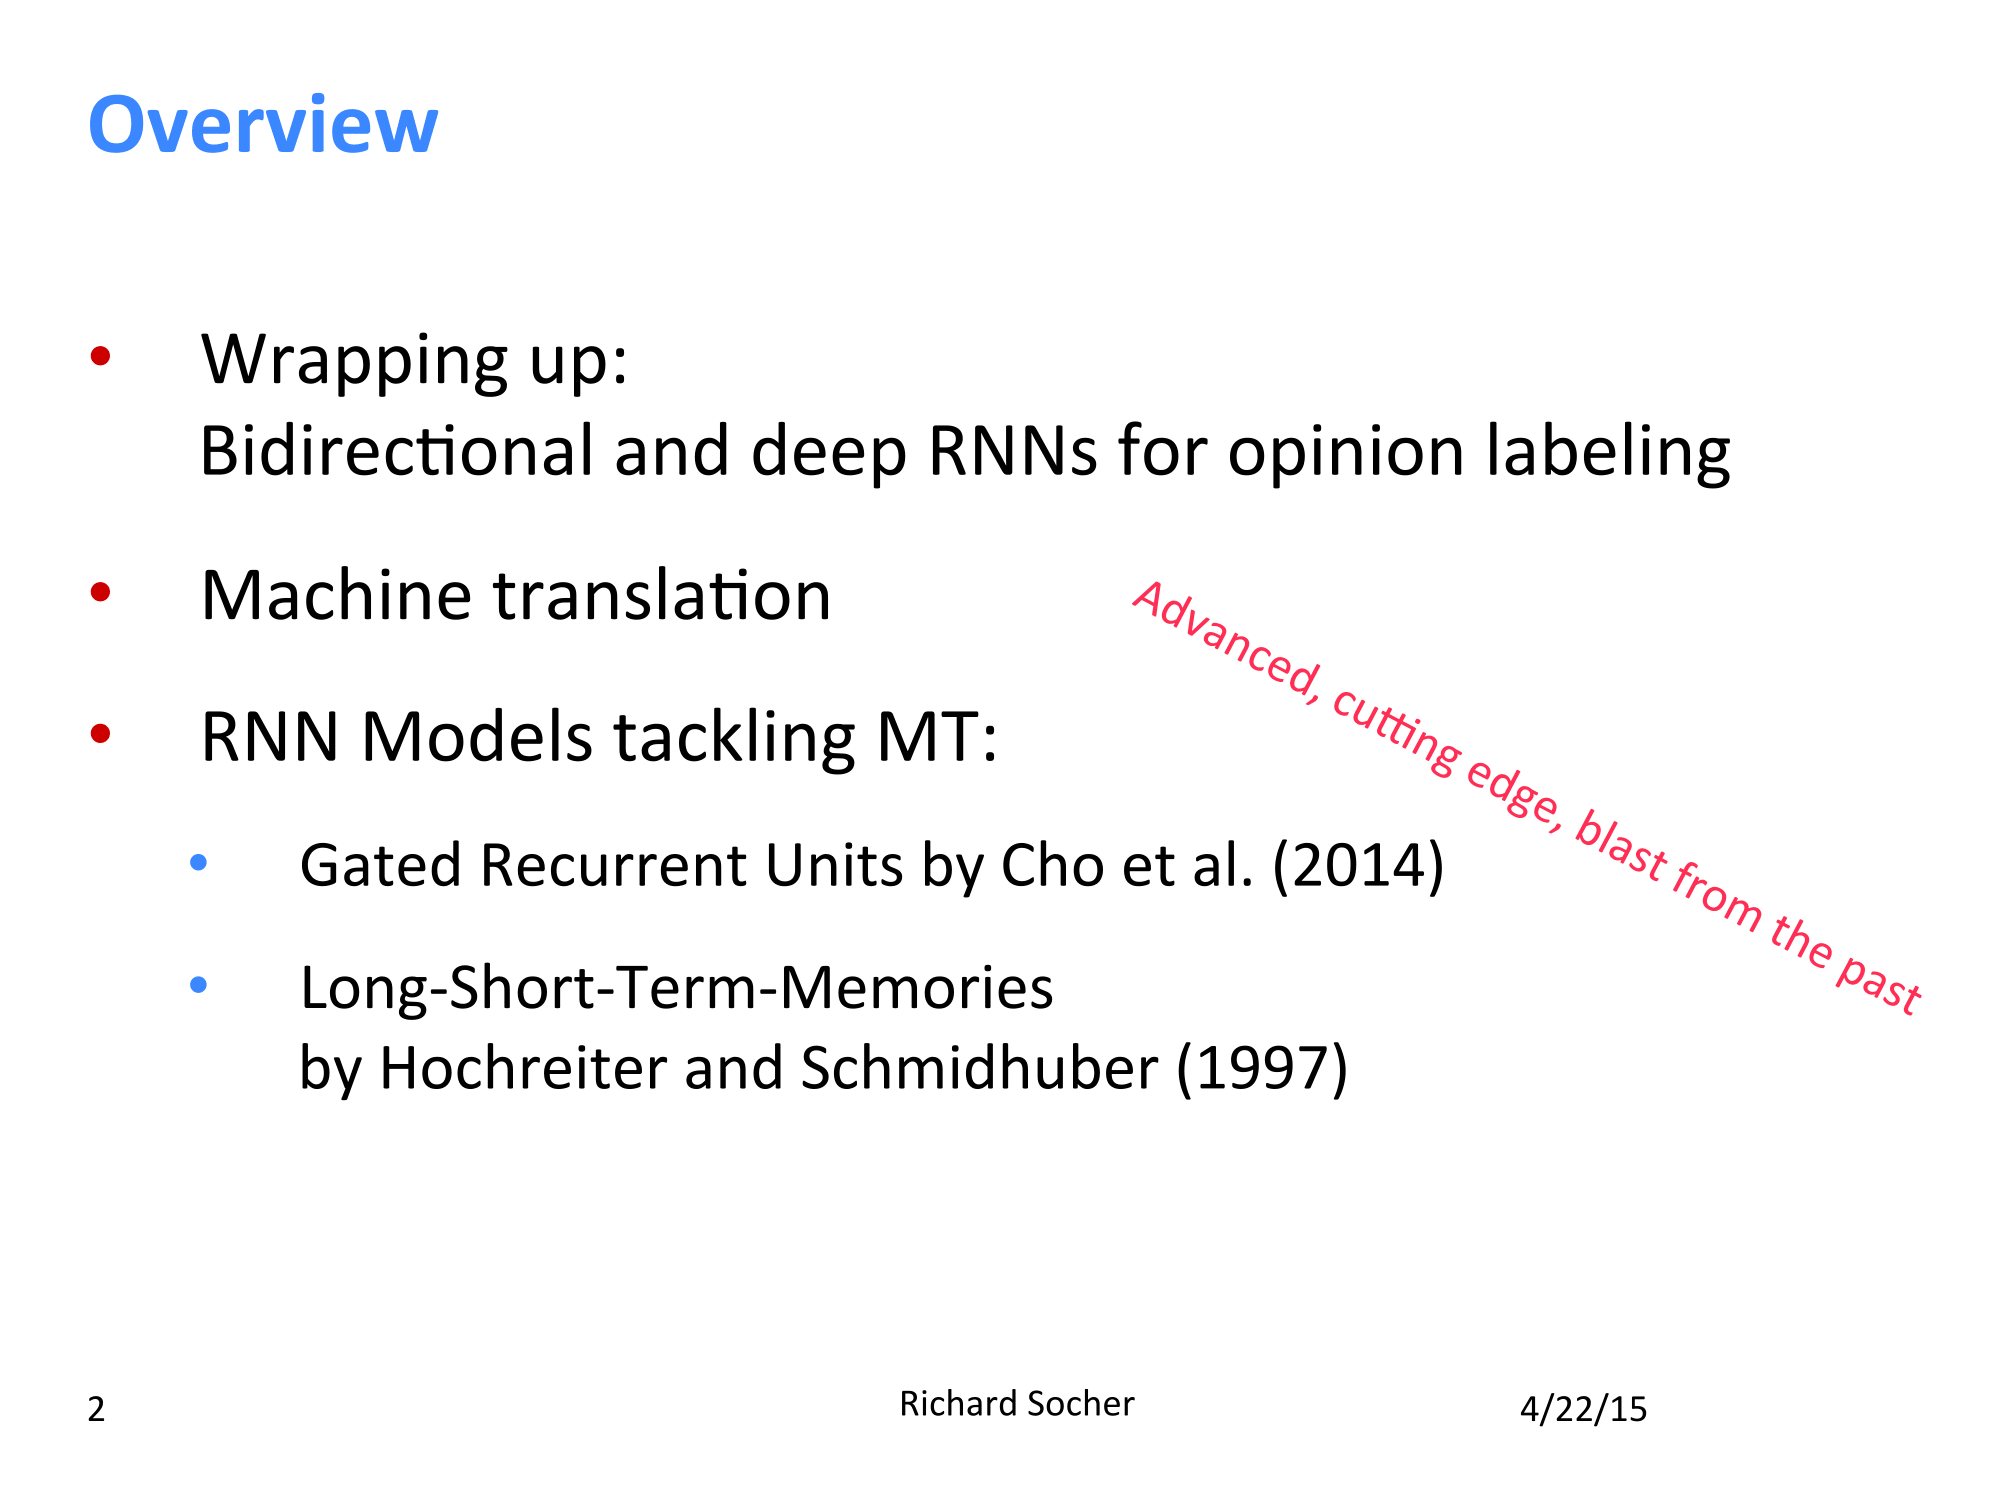 Overview
• Wrapping up:
Bidirectional and deep RNNs for opinion labeling
• Machine translation
• RNN Models tackling MT:
Advanced, cutting edge, blast from the past
• Gated Recurrent Units by Cho et al. (2014)
• Long-Short-Term-Memories
by Hochreiter and Schmidhuber (1997)
2
Richard Socher
4/22/15